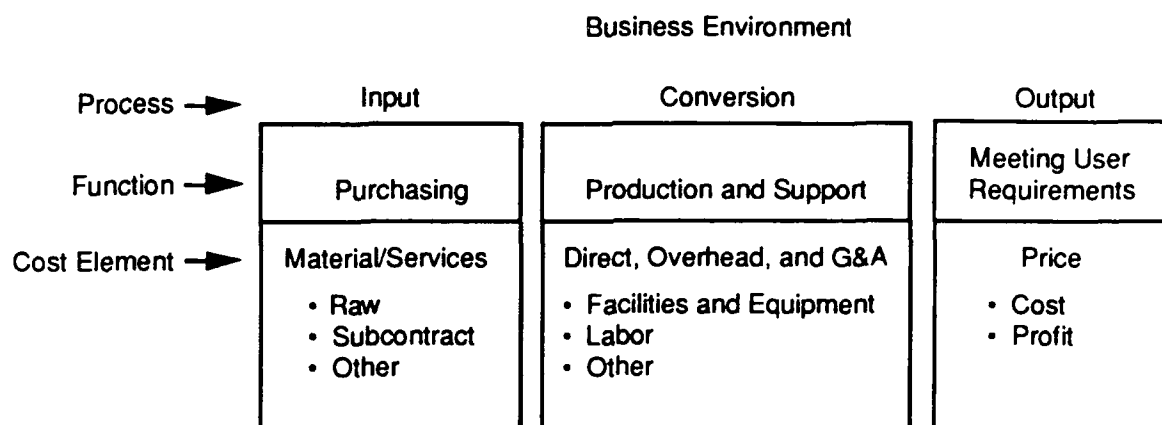 Business Environment
Process Input Conversion Output
Function Purchasing Production and Support Meeting User
Requirements
Cost Element Material/Services Direct, Overhead, and G&A Price
• Raw • Facilities and Equipment • Cost
• Subcontract • Labor • Profit
• Other • Other